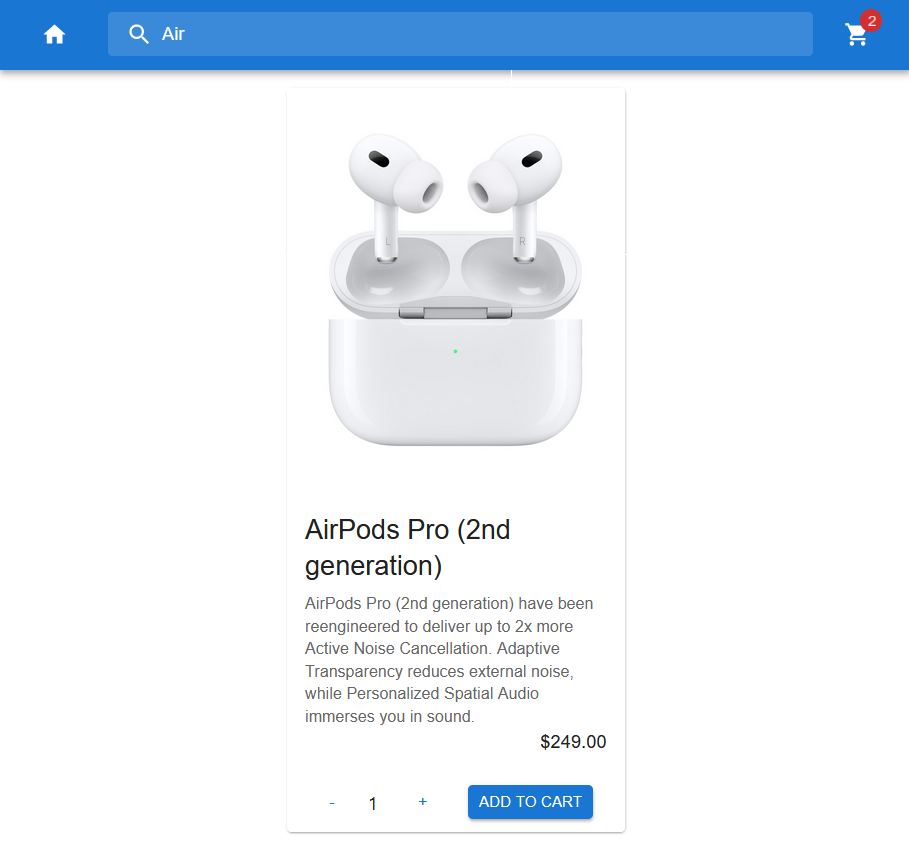 Air
2
L
R
AirPods Pro (2nd
generation)
AirPods Pro (2nd generation) have been
reengineered to deliver up to 2x more
Active Noise Cancellation. Adaptive
Transparency reduces external noise,
while Personalized Spatial Audio
immerses you in sound.
$249.00
- 1 + ADD TO CART